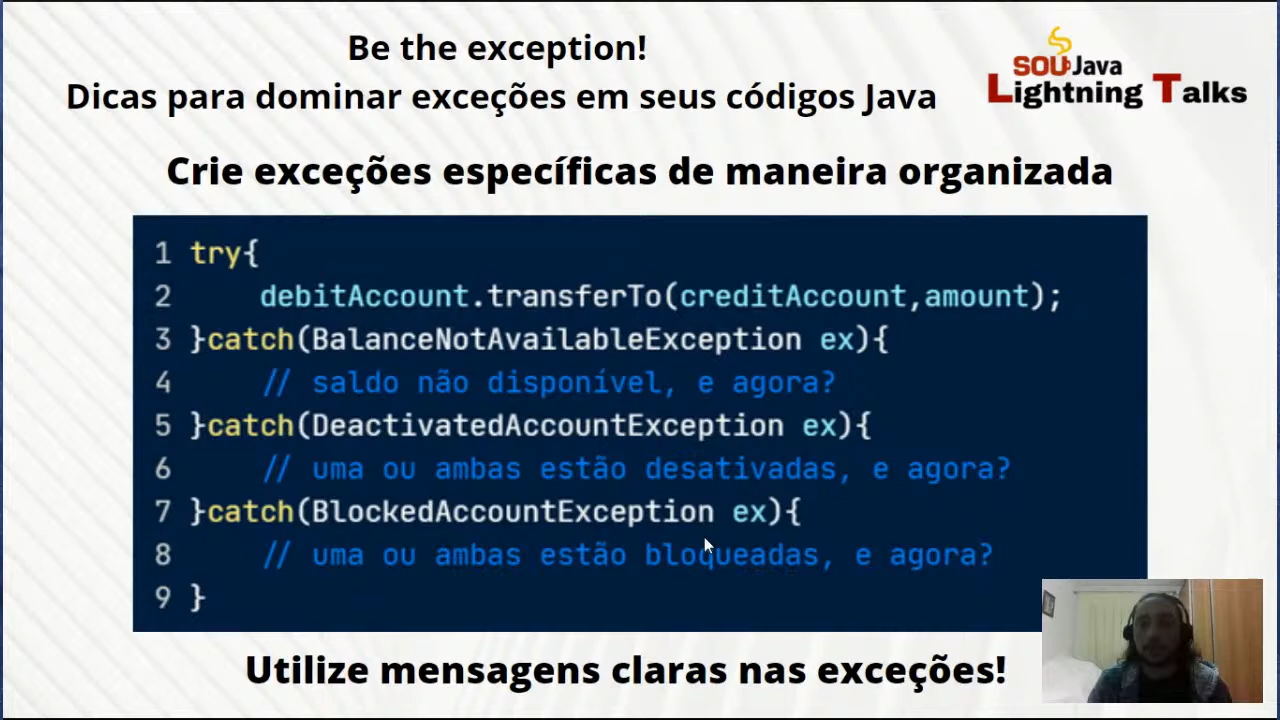 Be the exception!
Dicas para dominar exceções em seus códigos Java
SOUJava
Lightning Talks
Crie exceções específicas de maneira organizada
1 try{
2     debitAccount.transferTo(creditAccount,amount);
3 }catch(BalanceNotAvailableException ex){
4     // saldo não disponível, e agora?
5 }catch(DeactivatedAccountException ex){
6     // uma ou ambas estão desativadas, e agora?
7 }catch(BlockedAccountException ex){
8     // uma ou ambas estão bloqueadas, e agora?
9 }
Utilize mensagens claras nas exceções!